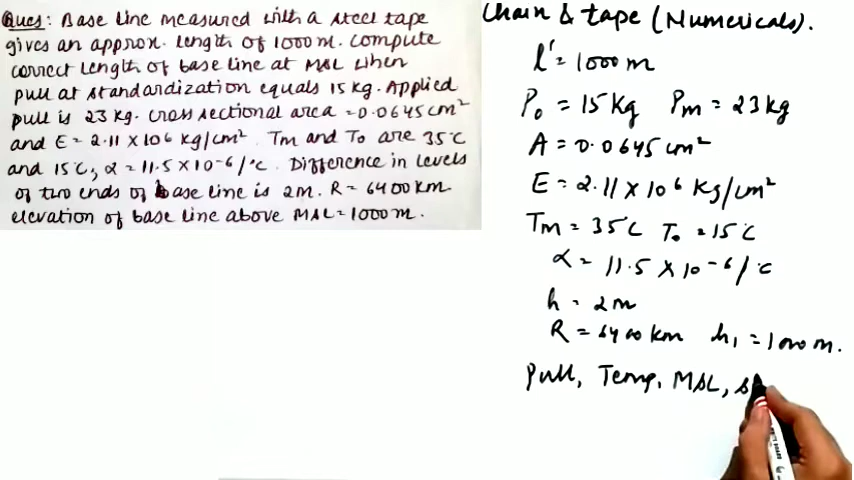 Ques: Base line measured with a steel tape
gives an approx. length of 1000m. Compute
correct length of base line at MSL when
pull at standardization equals 15 kg. Applied
pull is 23 kg. cross sectional area = 0.0645 cm²
and E = 2.11 x 10⁶ kg/cm². Tm and To are 35°C
and 15°C, α = 11.5 x 10⁻⁶/°C. Difference in levels
of two ends of base line is 2m. R = 6400 km
elevation of base line above MSL = 1000m.
Chain & tape (Numericals).
l' = 1000m
P₀ = 15 Kg Pm = 23 kg
A = 0.0645 cm²
E = 2.11 x 10⁶ Kg/cm²
Tm = 35°C T₀ = 15°C
α = 11.5 x 10⁻⁶/°C
h = 2m
R = 6400 km h₁ = 1000m.
Pull, Temp, MSL,